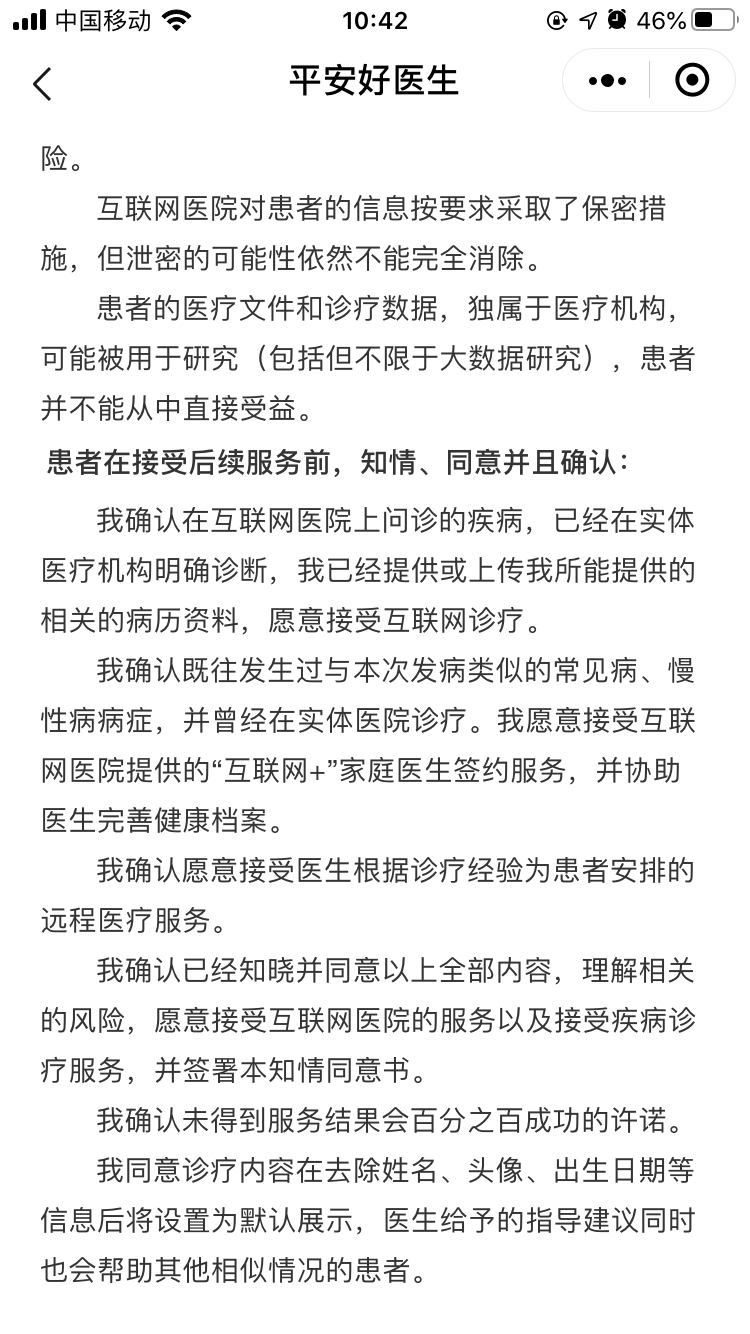 中国移动 10:42 46%
平安好医生
险。
互联网医院对患者的信息按要求采取了保密措
施，但泄密的可能性依然不能完全消除。
患者的医疗文件和诊疗数据，独属于医疗机构，
可能被用于研究（包括但不限于大数据研究），患者
并不能从中直接受益。
患者在接受后续服务前，知情、同意并且确认：
我确认在互联网医院上问诊的疾病，已经在实体
医疗机构明确诊断，我已经提供或上传我所能提供的
相关的病历资料，愿意接受互联网诊疗。
我确认既往发生过与本次发病类似的常见病、慢
性病病症，并曾经在实体医院诊疗。我愿意接受互联
网医院提供的“互联网+”家庭医生签约服务，并协助
医生完善健康档案。
我确认愿意接受医生根据诊疗经验为患者安排的
远程医疗服务。
我确认已经知晓并同意以上全部内容，理解相关
的风险，愿意接受互联网医院的服务以及接受疾病诊
疗服务，并签署本知情同意书。
我确认未得到服务结果会百分之百成功的许诺。
我同意诊疗内容在去除姓名、头像、出生日期等
信息后将设置为默认展示，医生给予的指导建议同时
也会帮助其他相似情况的患者。